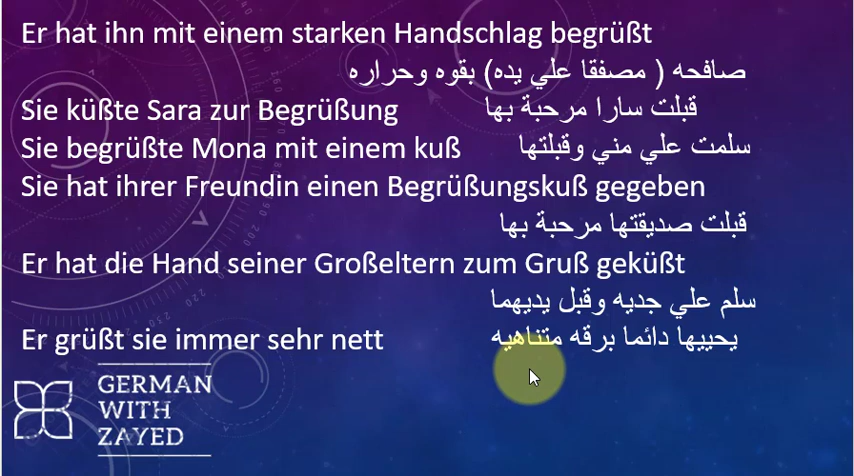 Er hat ihn mit einem starken Handschlag begrüßt
صافحه ( مصفقا علي يده) بقوه وحراره
Sie küßte Sara zur Begrüßung
قبلت سارا مرحبة بها
Sie begrüßte Mona mit einem kuß
سلمت علي مني وقبلتها
Sie hat ihrer Freundin einen Begrüßungskuß gegeben
قبلت صديقتها مرحبة بها
Er hat die Hand seiner Großeltern zum Gruß geküßt
سلم علي جديه وقبل يديهما
Er grüßt sie immer sehr nett
يحييها دائما برقه متناهيه
GERMAN
WITH
ZAYED